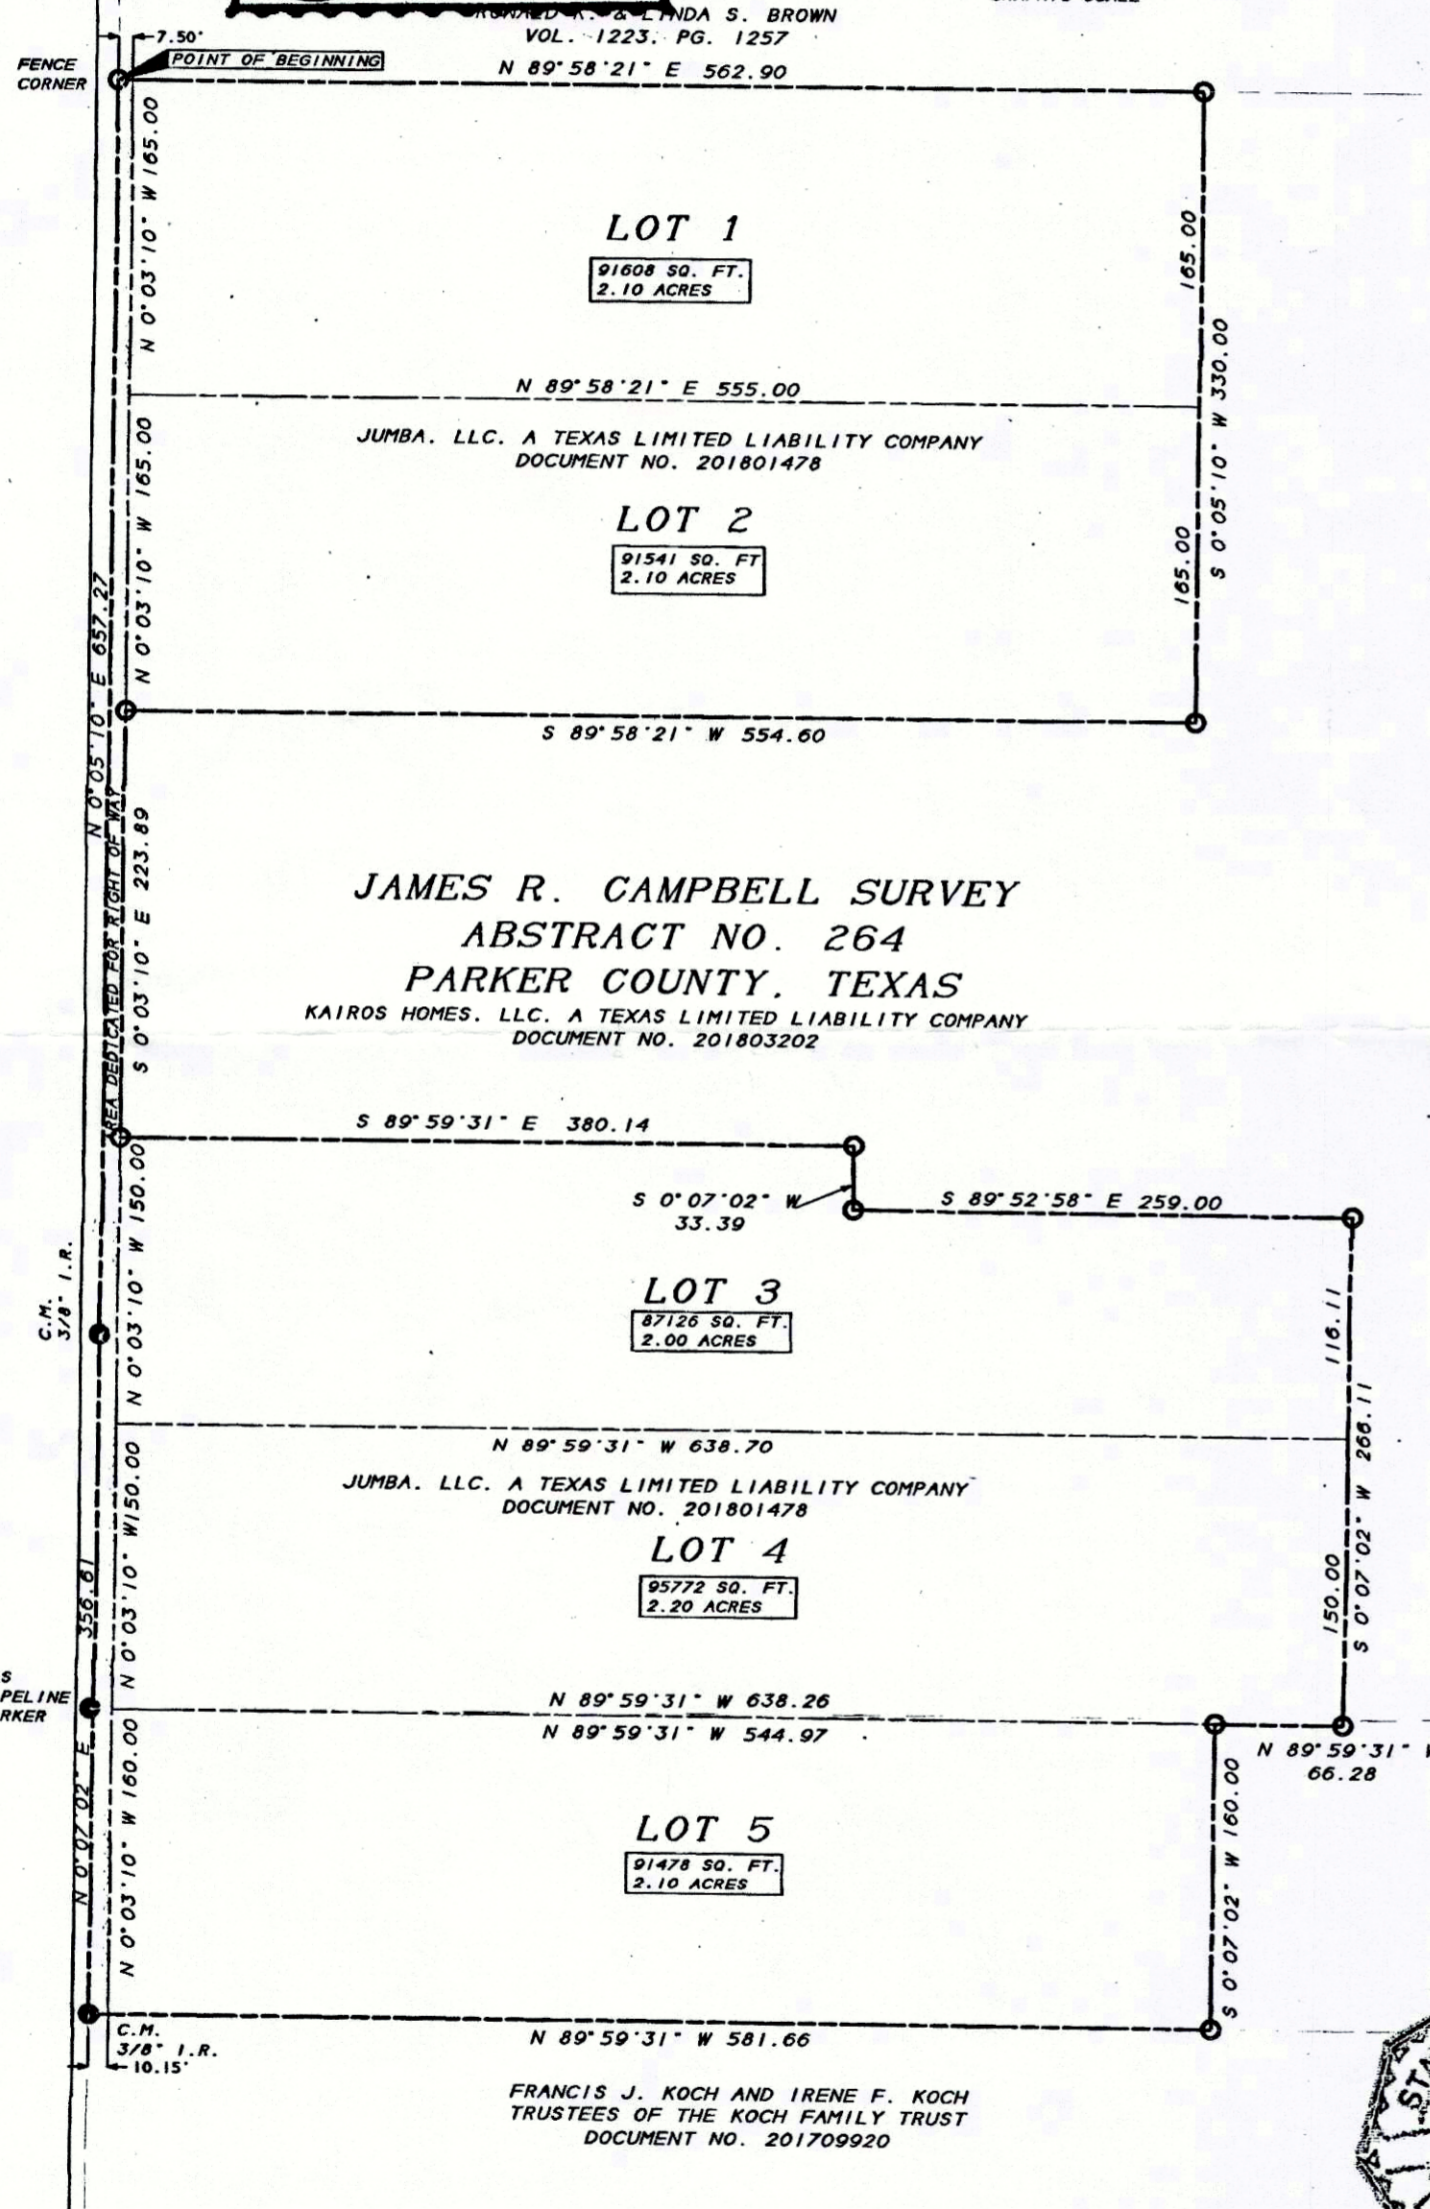 & LINDA S. BROWN
VOL. 1223. PG. 1257
7.50'
FENCE
CORNER
POINT OF BEGINNING
N 89°58'21" E 562.90
N 0°03'10" W 165.00
165.00
S 0°05'10" W 330.00
LOT 1
91608 SQ. FT.
2.10 ACRES
N 89°58'21" E 555.00
JUMBA. LLC. A TEXAS LIMITED LIABILITY COMPANY
DOCUMENT NO. 201801478
N 0°03'10" W 165.00
165.00
LOT 2
91541 SQ. FT
2.10 ACRES
N 0°05'10" E 657.27
S 89°58'21" W 554.60
AREA DEDICATED FOR RIGHT OF WAY
S 0°03'10" E 223.89
JAMES R. CAMPBELL SURVEY
ABSTRACT NO. 264
PARKER COUNTY. TEXAS
KAIROS HOMES. LLC. A TEXAS LIMITED LIABILITY COMPANY
DOCUMENT NO. 201803202
S 89°59'31" E 380.14
S 0°07'02" W
33.39
S 89°52'58" E 259.00
N 0°03'10" W 150.00
C.M.
3/8" I.R.
LOT 3
87126 SQ. FT.
2.00 ACRES
116.11
S 0°07'02" W 266.11
N 89°59'31" W 638.70
JUMBA. LLC. A TEXAS LIMITED LIABILITY COMPANY
DOCUMENT NO. 201801478
N 0°03'10" W150.00
LOT 4
95772 SQ. FT.
2.20 ACRES
150.00
N 0°07'02" E 356.61
S
PELINE
RKER
N 89°59'31" W 638.26
N 89°59'31" W 544.97
N 89°59'31"
66.28
N 0°03'10" W 160.00
S 0°07'02" W 160.00
LOT 5
91478 SQ. FT.
2.10 ACRES
C.M.
3/8" I.R.
10.15'
N 89°59'31" W 581.66
FRANCIS J. KOCH AND IRENE F. KOCH
TRUSTEES OF THE KOCH FAMILY TRUST
DOCUMENT NO. 201709920
STA